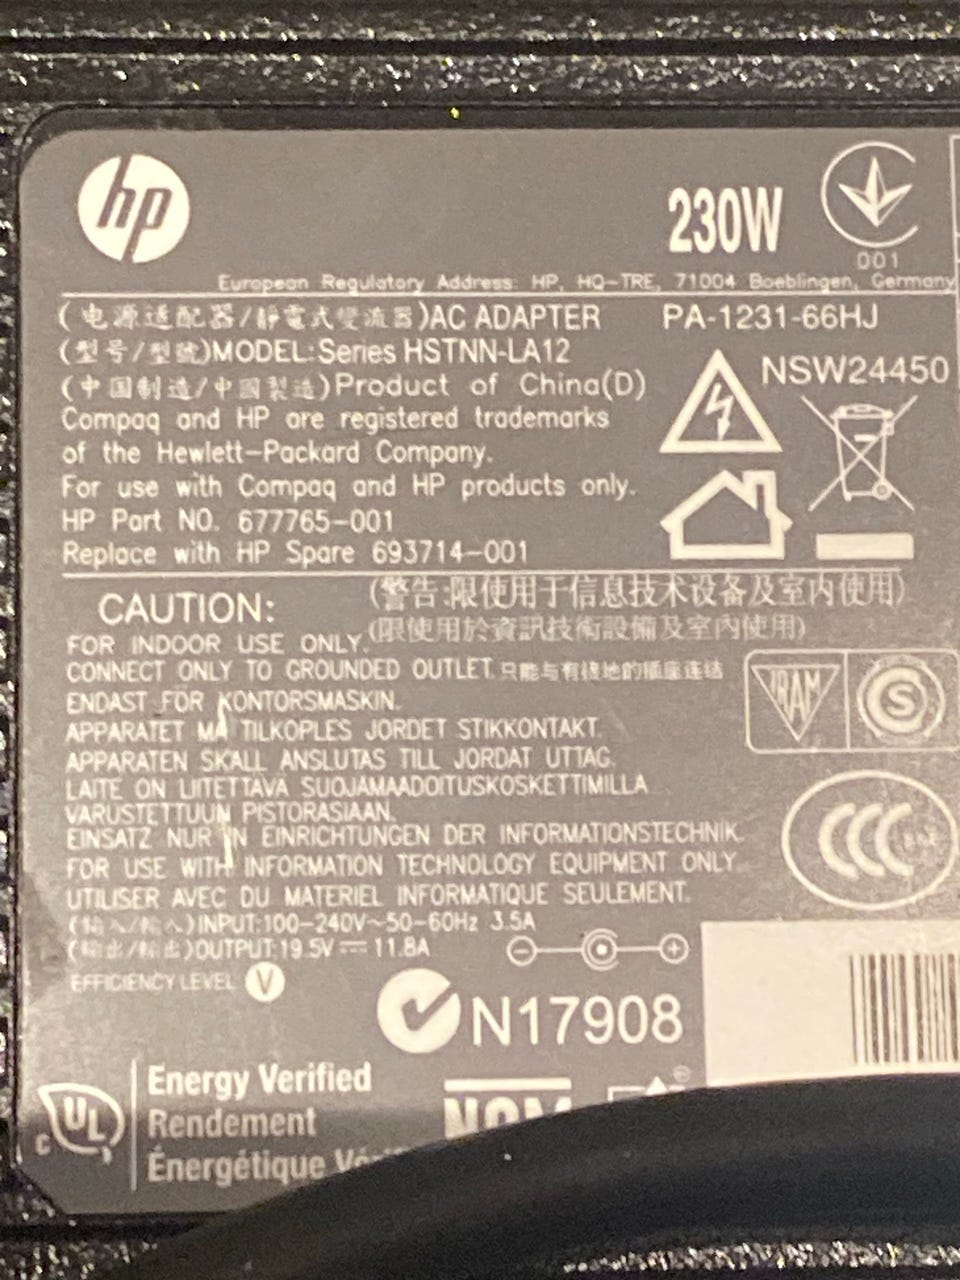 hp
230W
001
European Regulatory Address: HP, HQ-TRE, 71004 Boeblingen, Germany
(电源适配器/靜電式變流器)AC ADAPTER PA-1231-66HJ
(型号/型號)MODEL:Series HSTNN-LA12
NSW24450
(中国制造/中國製造)Product of China(D)
Compaq and HP are registered trademarks
of the Hewlett-Packard Company.
For use with Compaq and HP products only.
HP Part NO. 677765-001
Replace with HP Spare 693714-001
CAUTION: (警告:限使用于信息技术设备及室内使用)
FOR INDOOR USE ONLY.(限使用於資訊技術設備及室內使用)
CONNECT ONLY TO GROUNDED OUTLET.只能与有接地的插座连结
ENDAST FÖR KONTORSMASKIN.
APPARATET MÅ TILKOPLES JORDET STIKKONTAKT.
APPARATEN SKALL ANSLUTAS TILL JORDAT UTTAG.
LAITE ON LIITETTAVA SUOJAMAADOITUSKOSKETTIMILLA
VARUSTETTUUN PISTORASIAAN.
EINSATZ NUR IN EINRICHTUNGEN DER INFORMATIONSTECHNIK.
FOR USE WITH INFORMATION TECHNOLOGY EQUIPMENT ONLY.
UTILISER AVEC DU MATERIEL INFORMATIQUE SEULEMENT.
IRAM S
CCC
(输入/輸入)INPUT:100-240V~50-60Hz 3.5A
(输出/輸出)OUTPUT:19.5V⎓11.8A
EFFICIENCY LEVEL V
N17908
c UL
Energy Verified
Rendement
Énergétique
NOM